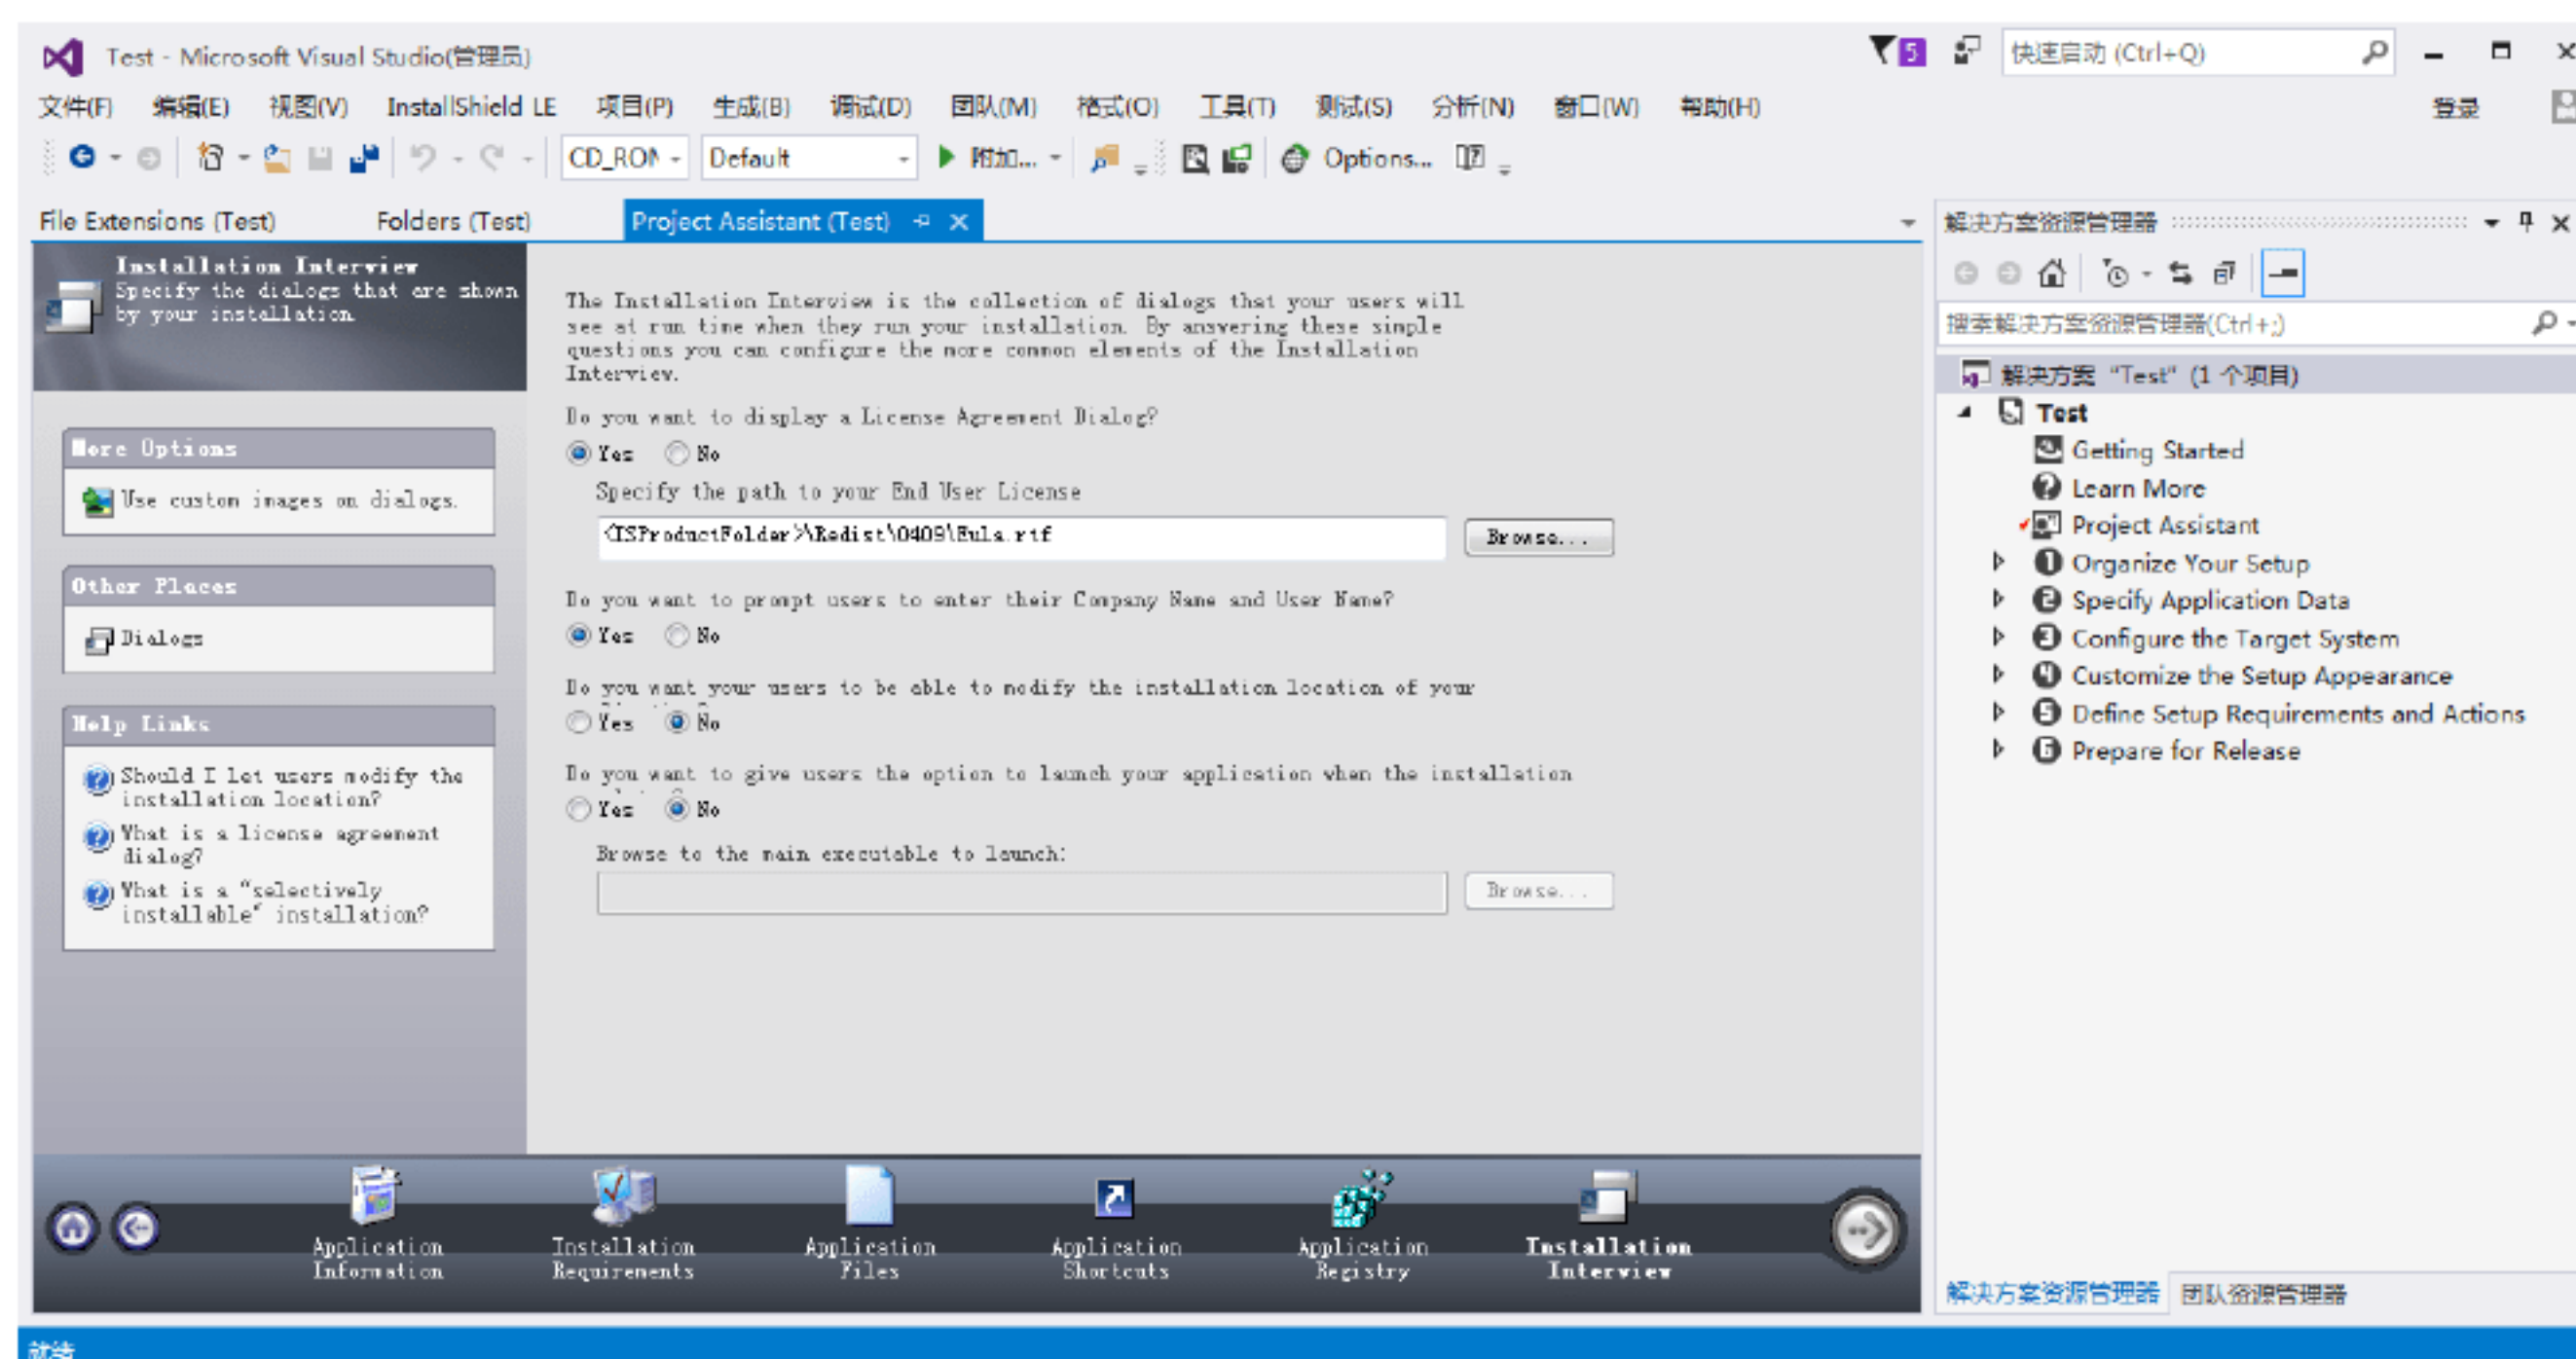 Test - Microsoft Visual Studio(管理员)
5
快速启动 (Ctrl+Q)
文件(F) 编辑(E) 视图(V) InstallShield LE 项目(P) 生成(B) 调试(D) 团队(M) 格式(O) 工具(T) 测试(S) 分析(N) 窗口(W) 帮助(H)
登录
CD_ROM Default 附加... Options...
File Extensions (Test) Folders (Test) Project Assistant (Test)
Installation Interview
Specify the dialogs that are shown
by your installation.
More Options
Use custom images on dialogs.
Other Places
Dialogs
Help Links
Should I let users modify the
installation location?
What is a license agreement
dialog?
What is a "selectively
installable" installation?
The Installation Interview is the collection of dialogs that your users will
see at run time when they run your installation. By answering these simple
questions you can configure the more common elements of the Installation
Interview.
Do you want to display a License Agreement Dialog?
Yes No
Specify the path to your End User License
<ISProductFolder>\Redist\0409\Eula.rtf
Browse...
Do you want to prompt users to enter their Company Name and User Name?
Yes No
Do you want your users to be able to modify the installation location of your
Yes No
Do you want to give users the option to launch your application when the installation
Yes No
Browse to the main executable to launch:
Browse...
Application
Information
Installation
Requirements
Application
Files
Application
Shortcuts
Application
Registry
Installation
Interview
解决方案资源管理器
搜索解决方案资源管理器(Ctrl+;)
解决方案 "Test" (1 个项目)
Test
Getting Started
Learn More
Project Assistant
1 Organize Your Setup
2 Specify Application Data
3 Configure the Target System
4 Customize the Setup Appearance
5 Define Setup Requirements and Actions
6 Prepare for Release
解决方案资源管理器 团队资源管理器
就绪